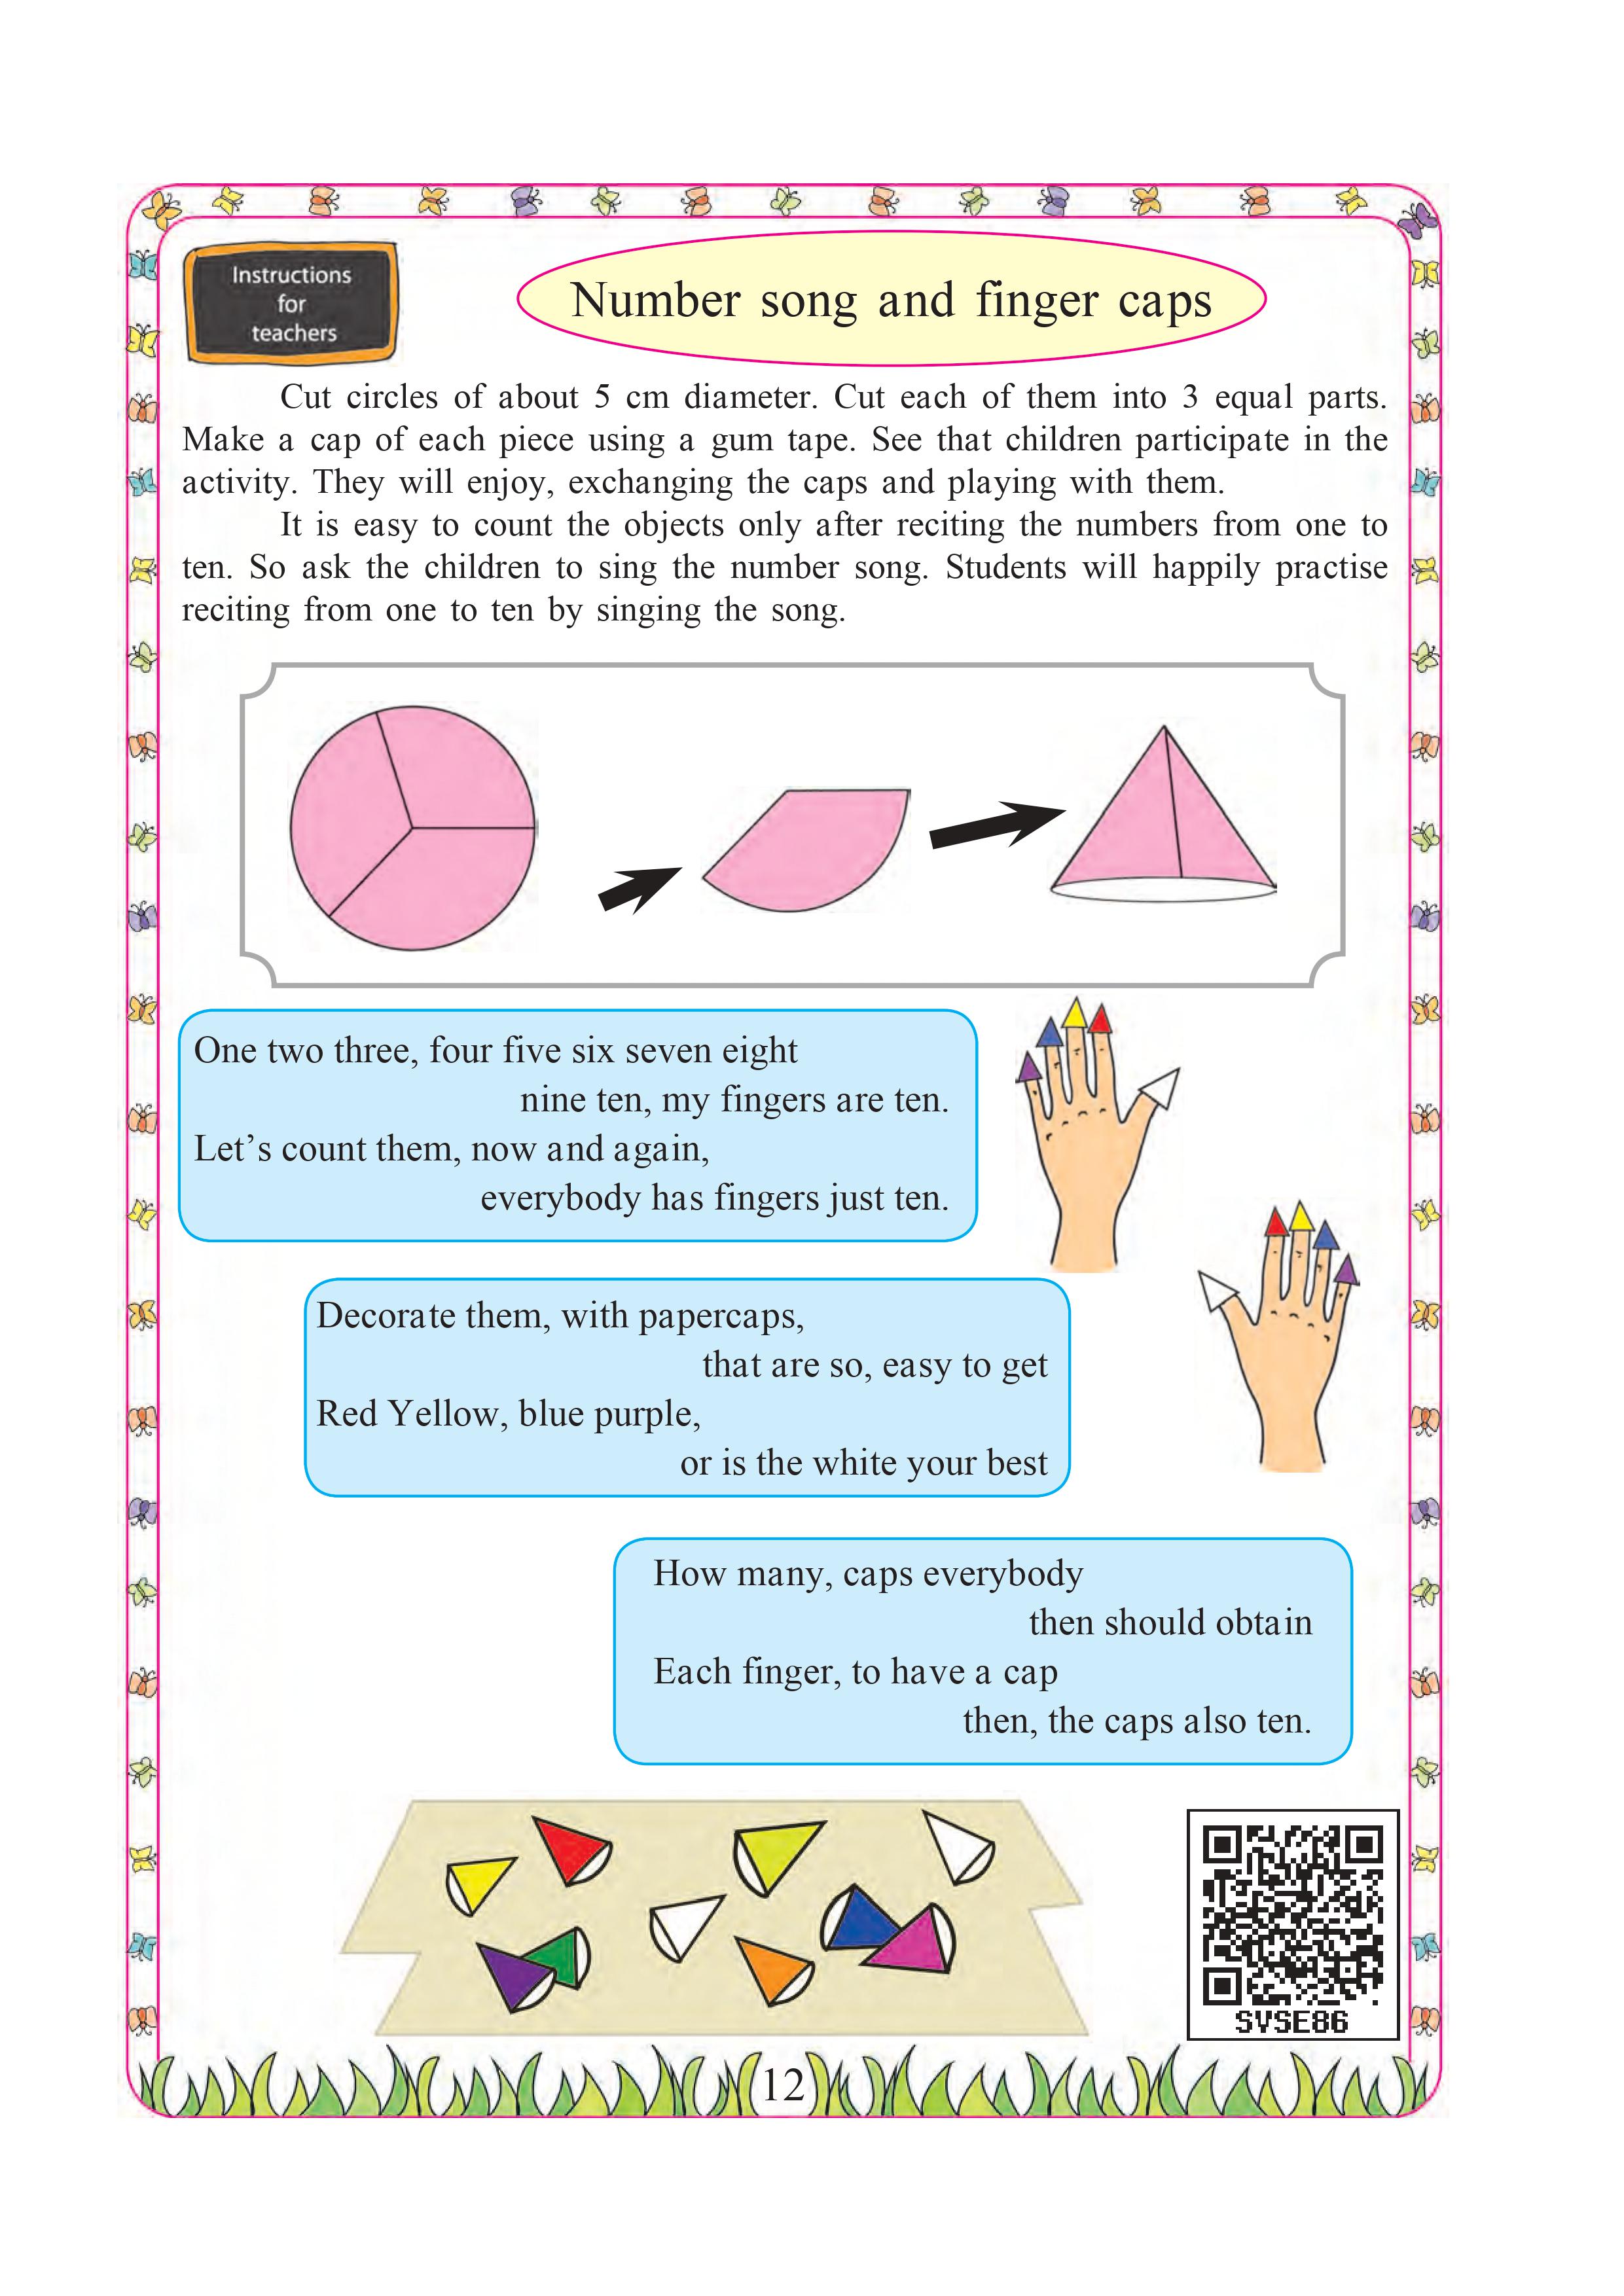 Instructions
for
teachers
Number song and finger caps
Cut circles of about 5 cm diameter. Cut each of them into 3 equal parts.
Make a cap of each piece using a gum tape. See that children participate in the
activity. They will enjoy, exchanging the caps and playing with them.
It is easy to count the objects only after reciting the numbers from one to
ten. So ask the children to sing the number song. Students will happily practise
reciting from one to ten by singing the song.
One two three, four five six seven eight
nine ten, my fingers are ten.
Let's count them, now and again,
everybody has fingers just ten.
Decorate them, with papercaps,
that are so, easy to get
Red Yellow, blue purple,
or is the white your best
How many, caps everybody
then should obtain
Each finger, to have a cap
then, the caps also ten.
SVSE86
12